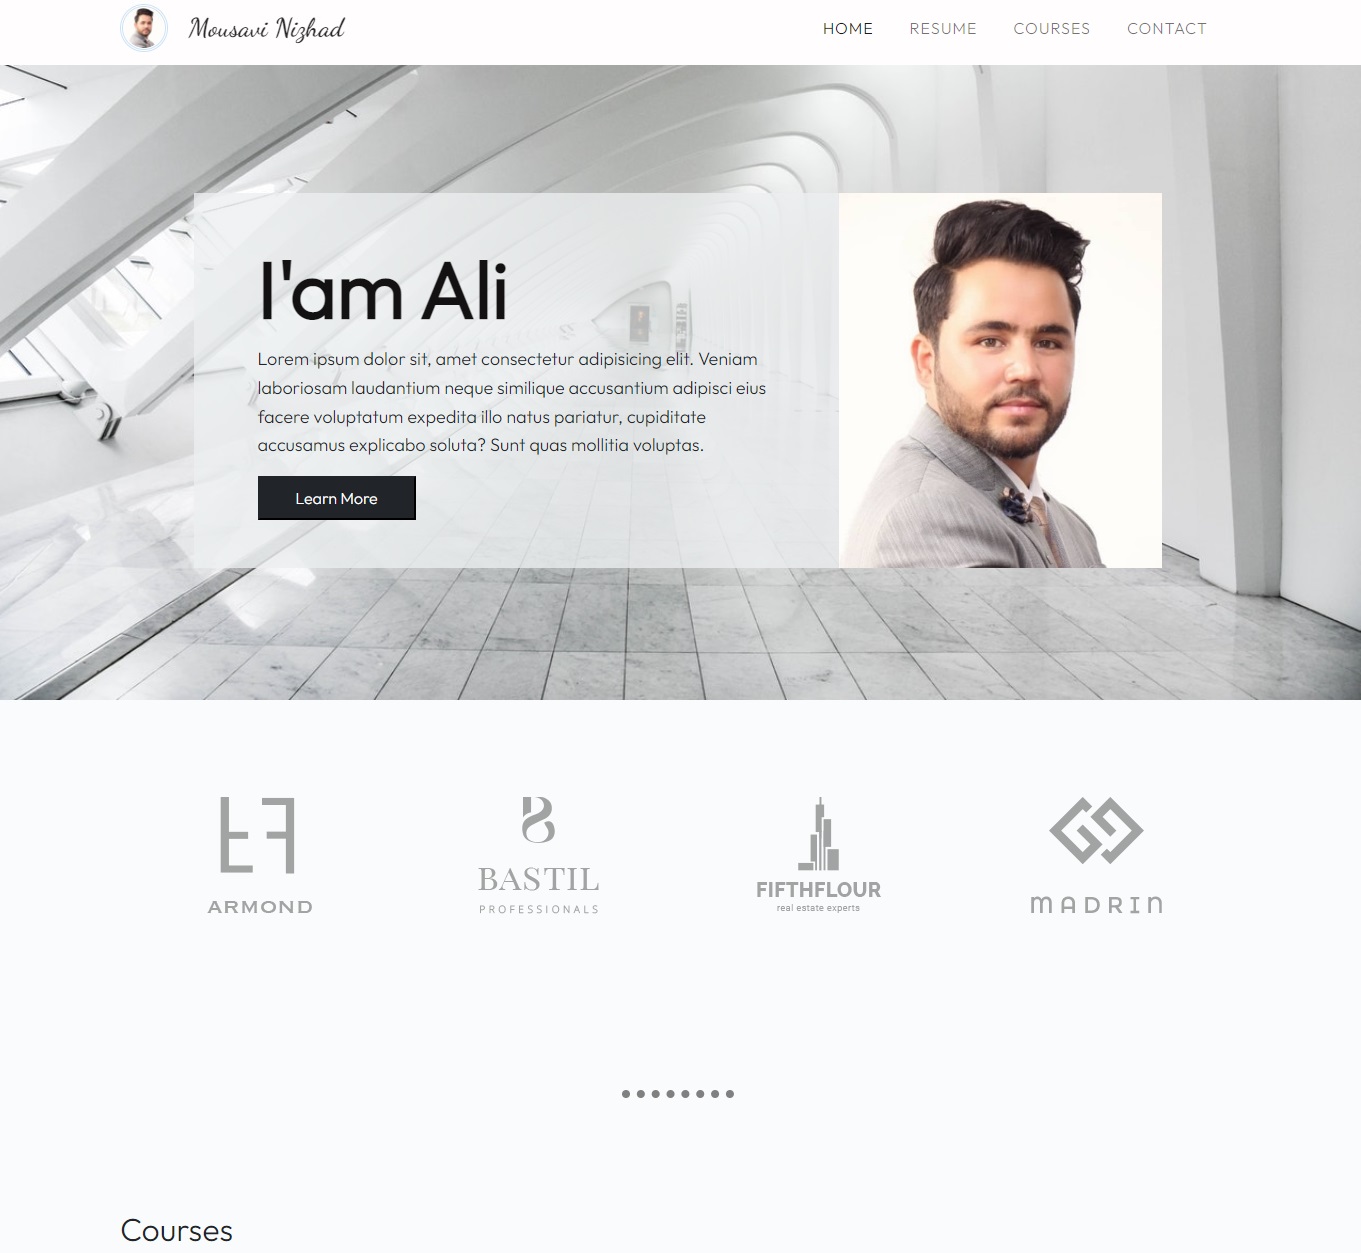 Mousavi Nizhad
HOME RESUME COURSES CONTACT
I'am Ali
Lorem ipsum dolor sit, amet consectetur adipisicing elit. Veniam
laboriosam laudantium neque similique accusantium adipisci eius
facere voluptatum expedita illo natus pariatur, cupiditate
accusamus explicabo soluta? Sunt quas mollitia voluptas.
Learn More
ARMOND
BASTIL
PROFESSIONALS
FIFTHFLOUR
real estate experts
MADRIN
Courses